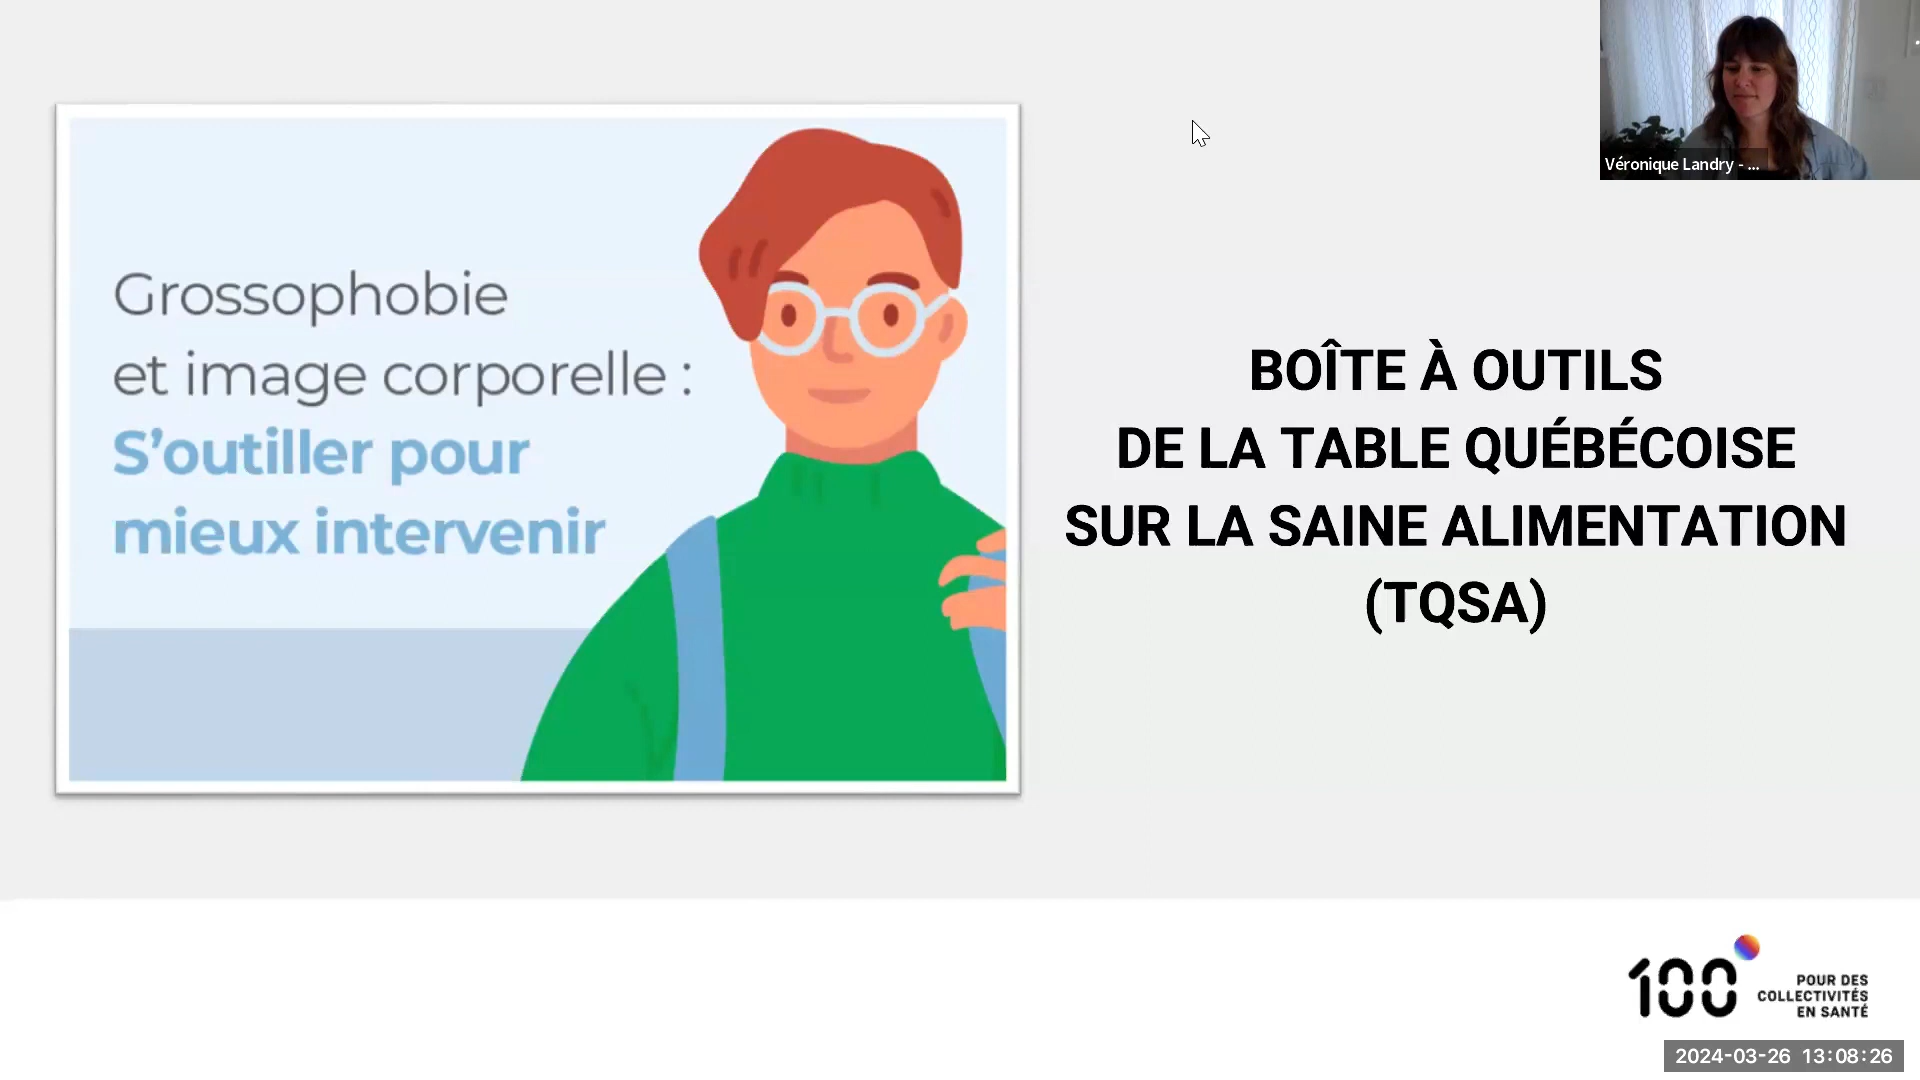 Véronique Landry - ...
Grossophobie
et image corporelle :
S'outiller pour
mieux intervenir
BOÎTE À OUTILS
DE LA TABLE QUÉBÉCOISE
SUR LA SAINE ALIMENTATION
(TQSA)
100°
POUR DES
COLLECTIVITÉS
EN SANTÉ
2024-03-26 13:08:26